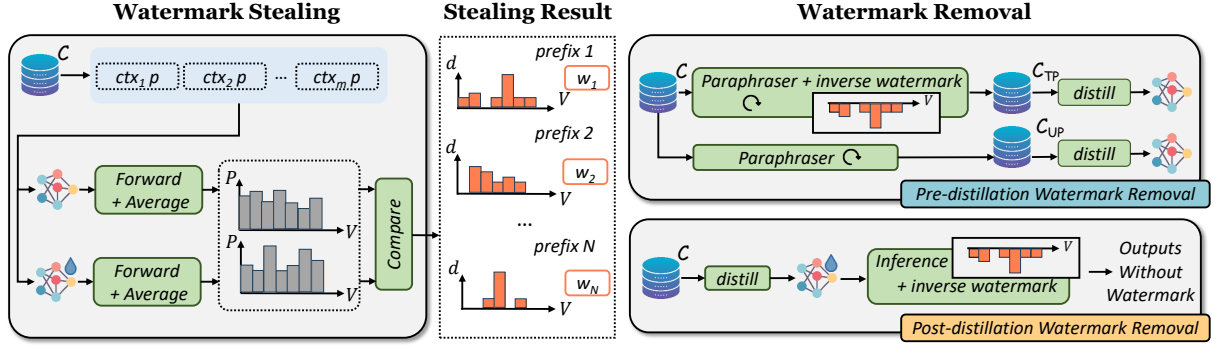 Watermark Stealing
C
ctx1 p
ctx2 p
...
ctxm p
Forward
+ Average
P
V
Forward
+ Average
P
V
Compare
Stealing Result
prefix 1
d
w1
V
prefix 2
d
w2
V
...
prefix N
d
wN
V
Watermark Removal
C
Paraphraser + inverse watermark
V
CTP
distill
Paraphraser
CUP
distill
Pre-distillation Watermark Removal
C
distill
Inference
+ inverse watermark
V
Outputs
Without
Watermark
Post-distillation Watermark Removal